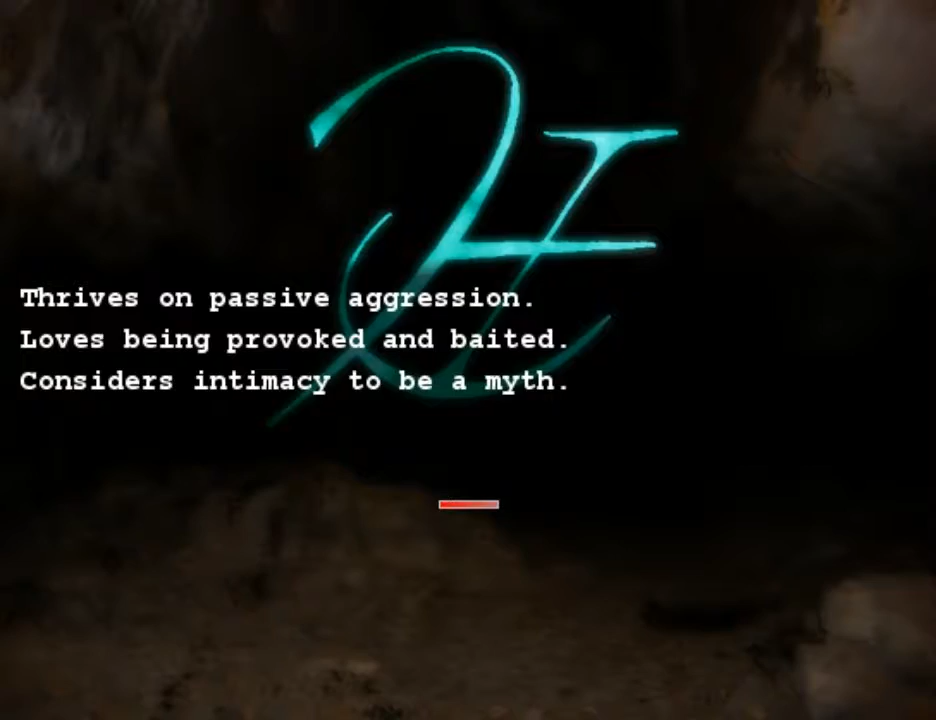 Thrives on passive aggression.
Loves being provoked and baited.
Considers intimacy to be a myth.